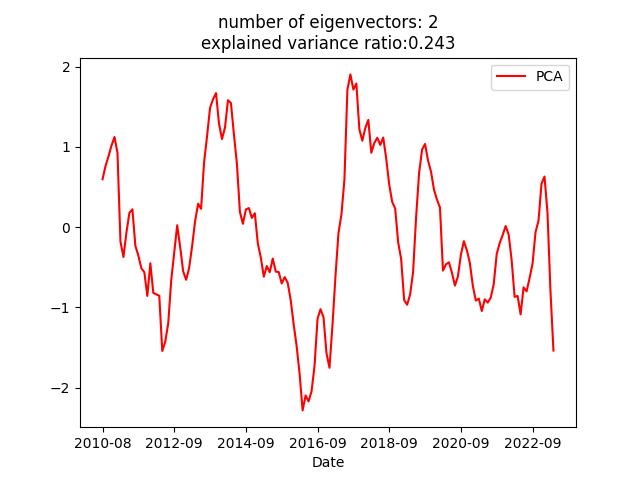 number of eigenvectors: 2
explained variance ratio:0.243
PCA
2
1
0
−1
−2
2010-08 2012-09 2014-09 2016-09 2018-09 2020-09 2022-09
Date